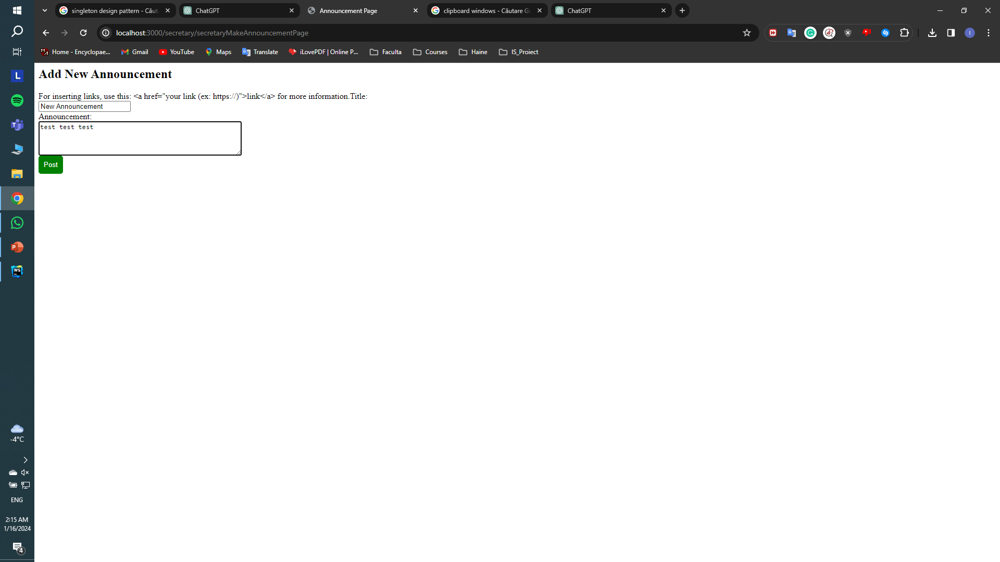 singleton design pattern - Căut
ChatGPT
Announcement Page
clipboard windows - Căutare Go
ChatGPT
localhost:3000/secretary/secretaryMakeAnnouncementPage
Home - Encyclopae...
Gmail
YouTube
Maps
Translate
iLovePDF | Online P...
Faculta
Courses
Haine
IS_Proiect
Add New Announcement
For inserting links, use this: <a href="your link (ex: https://)">link</a> for more information.Title:
New Announcement
Announcement:
test test test
Post
L
-4°C
ENG
2:15 AM
1/16/2024
4